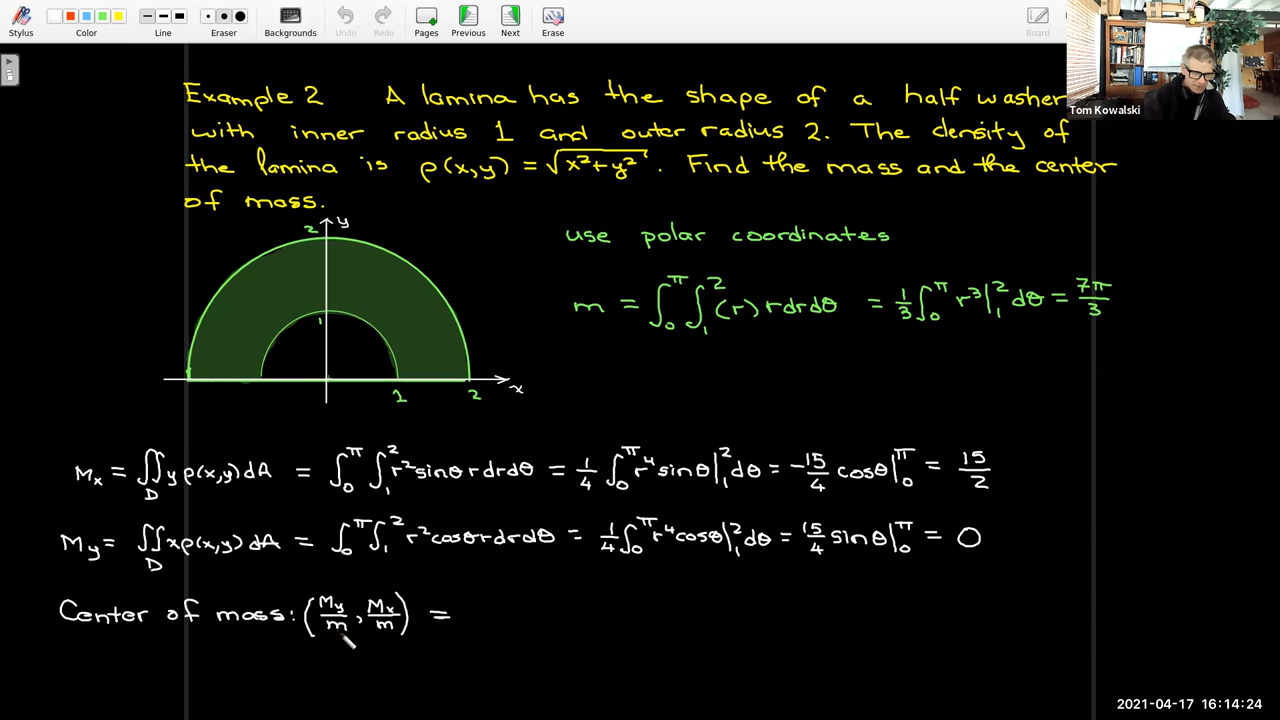 Stylus Color Line Eraser Backgrounds Undo Redo Pages Previous Next Erase Board
Tom Kowalski
Example 2 A lamina has the shape of a half washer
with inner radius 1 and outer radius 2. The density of
the lamina is ρ(x,y) = √(x²+y²). Find the mass and the center
of mass.
2 y
1
1 2 x
use polar coordinates
m = ∫₀^π ∫₁² (r) r dr dθ = 1/3 ∫₀^π r³|₁² dθ = 7π/3
Mx = ∬_D y ρ(x,y) dA = ∫₀^π ∫₁² r² sinθ r dr dθ = 1/4 ∫₀^π r⁴ sinθ|₁² dθ = -15/4 cosθ|₀^π = 15/2
My = ∬_D x ρ(x,y) dA = ∫₀^π ∫₁² r² cosθ r dr dθ = 1/4 ∫₀^π r⁴ cosθ|₁² dθ = 15/4 sinθ|₀^π = 0
Center of mass: (My/m, Mx/m) =
2021-04-17 16:14:24